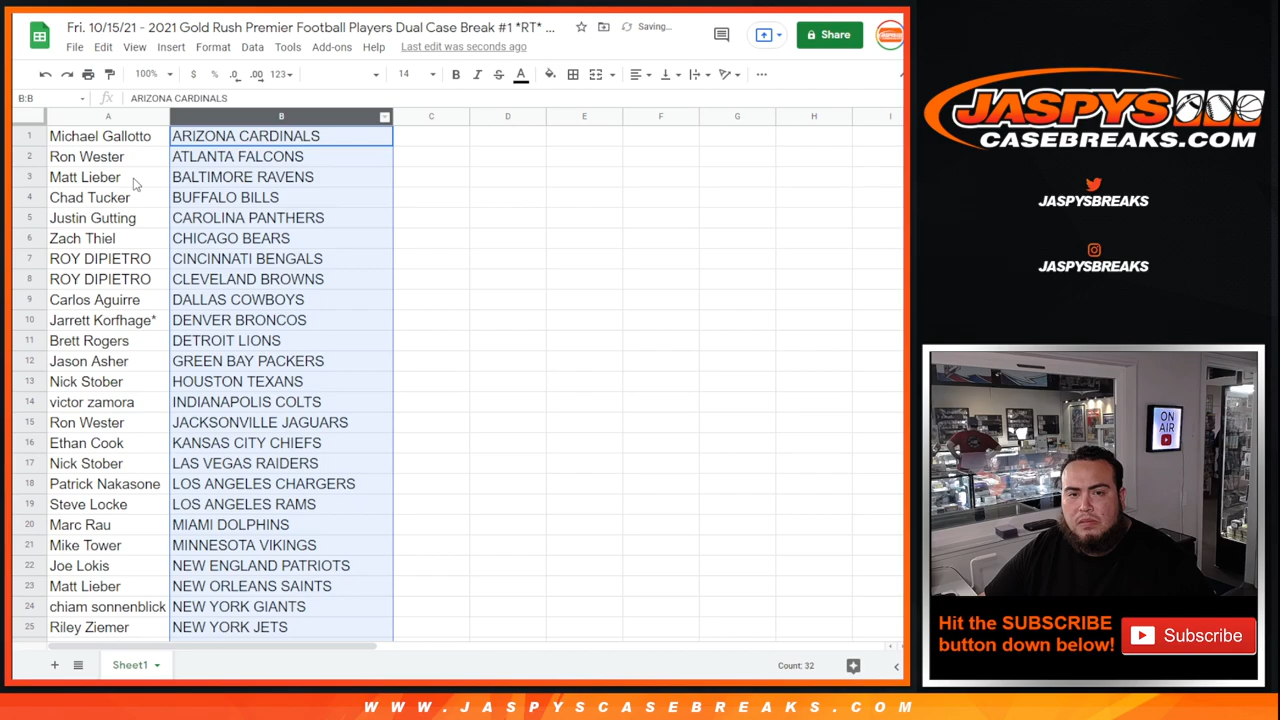 Fri. 10/15/21 - 2021 Gold Rush Premier Football Players Dual Case Break #1 *RT* ...
Saving...
Share
File Edit View Insert Format Data Tools Add-ons Help Last edit was seconds ago
100% $ % .0 .00 123 14 B I S A
B:B fx ARIZONA CARDINALS
A B C D E F G H I
1 Michael Gallotto ARIZONA CARDINALS
2 Ron Wester ATLANTA FALCONS
3 Matt Lieber BALTIMORE RAVENS
4 Chad Tucker BUFFALO BILLS
5 Justin Gutting CAROLINA PANTHERS
6 Zach Thiel CHICAGO BEARS
7 ROY DIPIETRO CINCINNATI BENGALS
8 ROY DIPIETRO CLEVELAND BROWNS
9 Carlos Aguirre DALLAS COWBOYS
10 Jarrett Korfhage* DENVER BRONCOS
11 Brett Rogers DETROIT LIONS
12 Jason Asher GREEN BAY PACKERS
13 Nick Stober HOUSTON TEXANS
14 victor zamora INDIANAPOLIS COLTS
15 Ron Wester JACKSONVILLE JAGUARS
16 Ethan Cook KANSAS CITY CHIEFS
17 Nick Stober LAS VEGAS RAIDERS
18 Patrick Nakasone LOS ANGELES CHARGERS
19 Steve Locke LOS ANGELES RAMS
20 Marc Rau MIAMI DOLPHINS
21 Mike Tower MINNESOTA VIKINGS
22 Joe Lokis NEW ENGLAND PATRIOTS
23 Matt Lieber NEW ORLEANS SAINTS
24 chiam sonnenblick NEW YORK GIANTS
25 Riley Ziemer NEW YORK JETS
Sheet1
Count: 32
JASPYS
CASEBREAKS.COM
JASPYSBREAKS
JASPYSBREAKS
ON
AIR
Hit the SUBSCRIBE
button down below!
Subscribe
WWW.JASPYSCASEBREAKS.COM